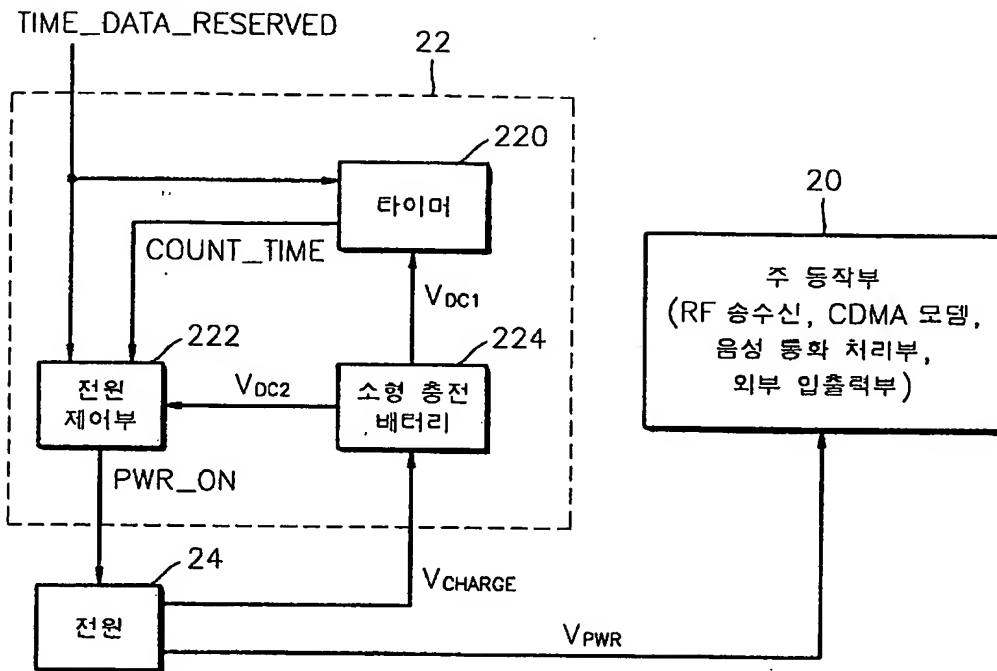 TIME_DATA_RESERVED
22
220
타이머
20
COUNT_TIME
주 동작부
(RF 송수신, CDMA 모뎀,
음성 통화 처리부,
외부 입출력부)
VDC1
222
224
전원
제어부
VDC2
소형 충전
배터리
PWR_ON
24
VCHARGE
전원
VPWR